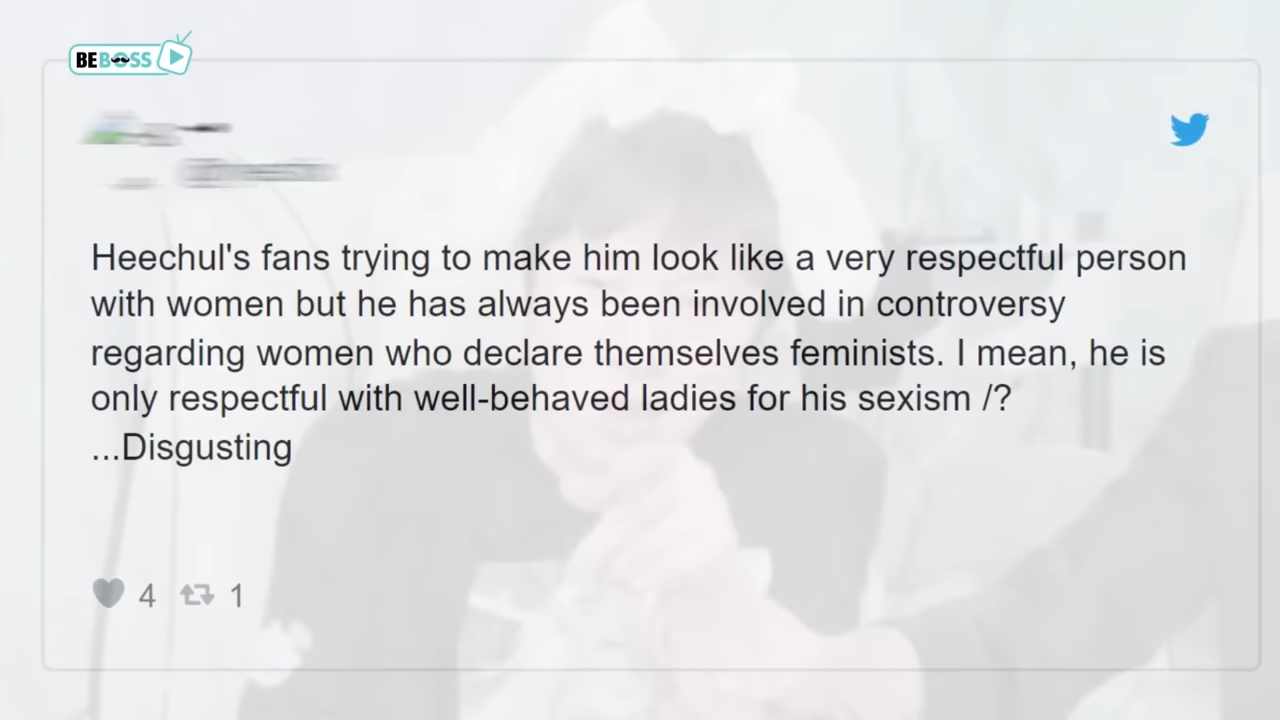 BEBOSS
Heechul's fans trying to make him look like a very respectful person
with women but he has always been involved in controversy
regarding women who declare themselves feminists. I mean, he is
only respectful with well-behaved ladies for his sexism /?
...Disgusting
4 1